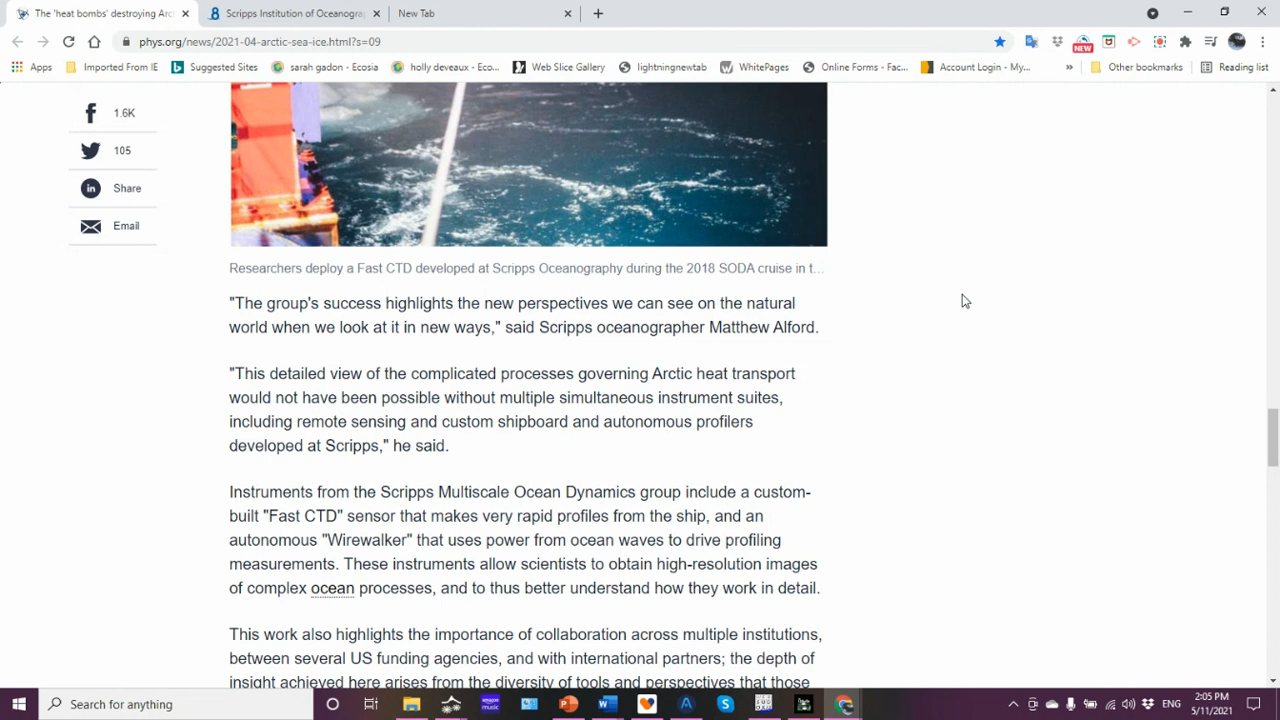 The 'heat bombs' destroying Arc
Scripps Institution of Oceanogra
New Tab
phys.org/news/2021-04-arctic-sea-ice.html?s=09
NEW
Apps
Imported From IE
Suggested Sites
sarah gadon - Ecosia
holly deveaux - Eco...
Web Slice Gallery
lightningnewtab
WhitePages
Online Forms - Fac...
Account Login - My...
»
Other bookmarks
Reading list
1.6K
105
Share
Email
Researchers deploy a Fast CTD developed at Scripps Oceanography during the 2018 SODA cruise in t...
"The group's success highlights the new perspectives we can see on the natural
world when we look at it in new ways," said Scripps oceanographer Matthew Alford.
"This detailed view of the complicated processes governing Arctic heat transport
would not have been possible without multiple simultaneous instrument suites,
including remote sensing and custom shipboard and autonomous profilers
developed at Scripps," he said.
Instruments from the Scripps Multiscale Ocean Dynamics group include a custom-
built "Fast CTD" sensor that makes very rapid profiles from the ship, and an
autonomous "Wirewalker" that uses power from ocean waves to drive profiling
measurements. These instruments allow scientists to obtain high-resolution images
of complex ocean processes, and to thus better understand how they work in detail.
This work also highlights the importance of collaboration across multiple institutions,
between several US funding agencies, and with international partners; the depth of
insight achieved here arises from the diversity of tools and perspectives that those
Search for anything
amazon music
ENG
2:05 PM
5/11/2021